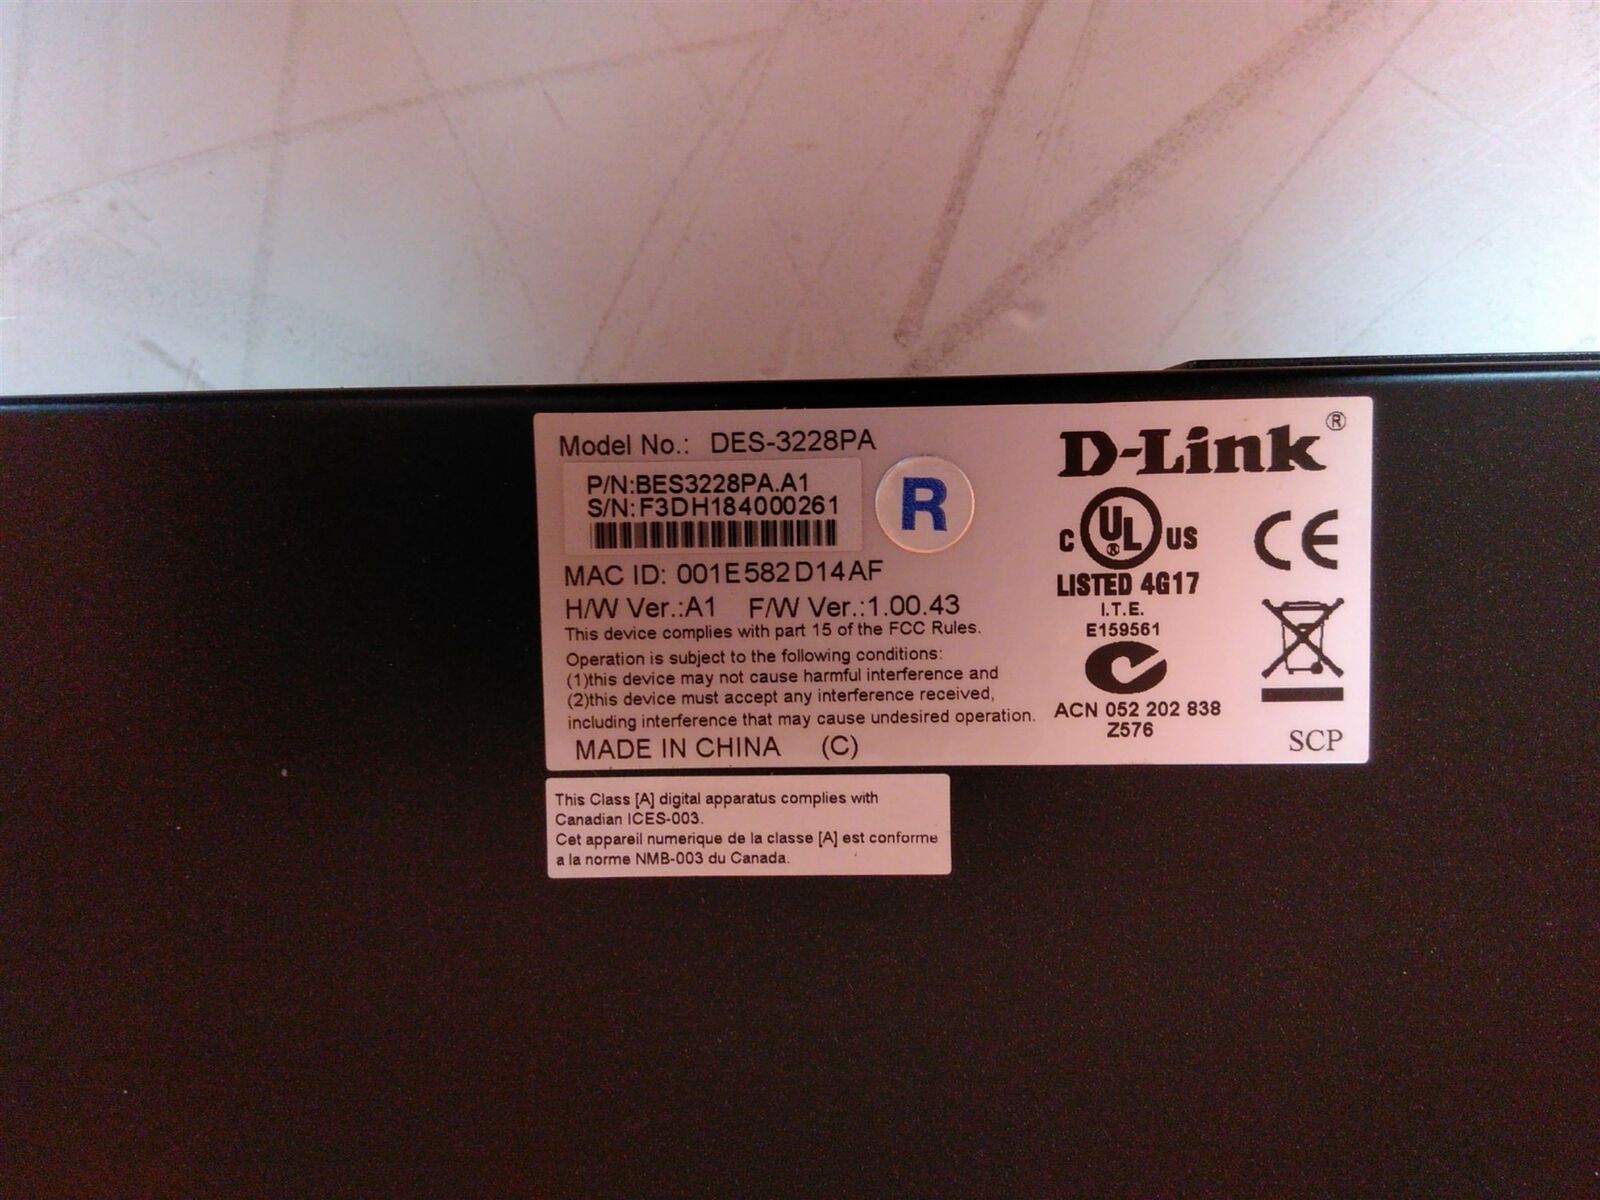 Model No.: DES-3228PA
P/N:BES3228PA.A1
S/N:F3DH184000261
R
MAC ID: 001E582D14AF
H/W Ver.:A1 F/W Ver.:1.00.43
This device complies with part 15 of the FCC Rules.
Operation is subject to the following conditions:
(1)this device may not cause harmful interference and
(2)this device must accept any interference received,
including interference that may cause undesired operation.
MADE IN CHINA (C)
D-Link®
C UL® US
LISTED 4G17
I.T.E.
E159561
CE
ACN 052 202 838
Z576
SCP
This Class [A] digital apparatus complies with
Canadian ICES-003.
Cet appareil numerique de la classe [A] est conforme
a la norme NMB-003 du Canada.